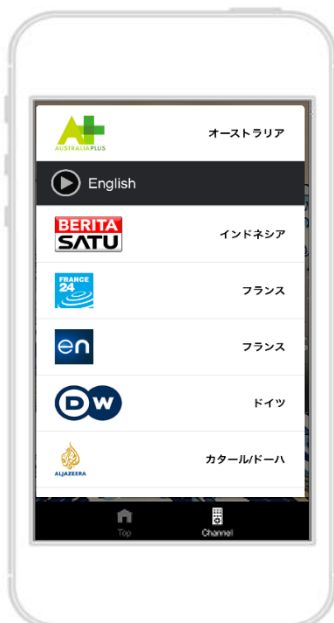 A+
AUSTRALIA PLUS
オーストラリア
English
BERITA
SATU
インドネシア
FRANCE
24
フランス
en
フランス
DW
ドイツ
ALJAZEERA
カタール/ドーハ
Top
Channel